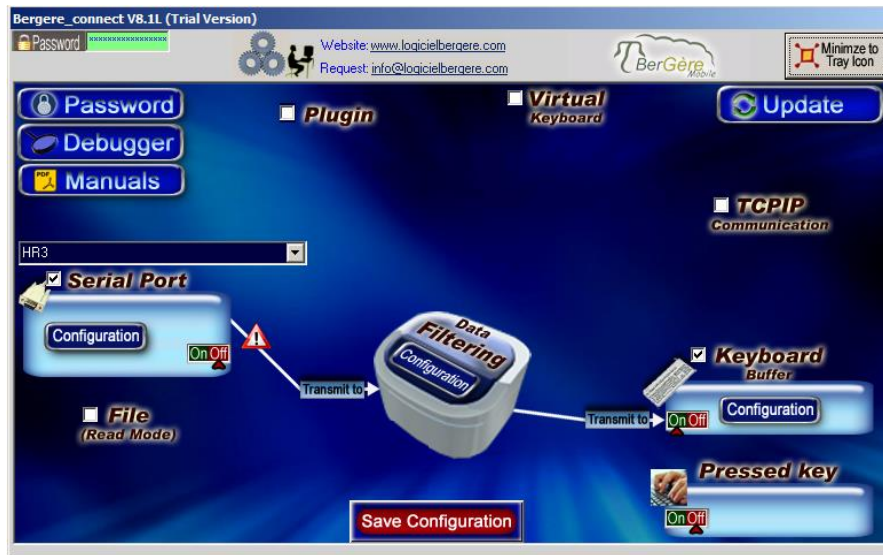 Bergere_connect V8.1L (Trial Version)
Password ****************
Website: www.logicielbergere.com
Request: info@logicielbergere.com
BerGère
Mobile
Minimze to
Tray Icon
Password
Debugger
Manuals
PDF
Plugin
Virtual
Keyboard
Update
TCPIP
Communication
HR3
Serial Port
Configuration
On Off
File
(Read Mode)
Transmit to
Data
Filtering
Configuration
Transmit to
Keyboard
Buffer
On Off
Configuration
Pressed key
On Off
Save Configuration